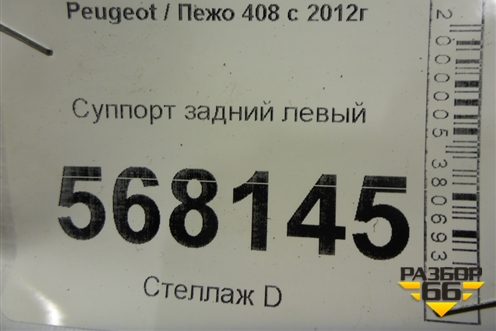 Peugeot / Пежо 408 с 2012г
Суппорт задний левый
568145
Стеллаж D
2000005380693
РАЗБОР
66